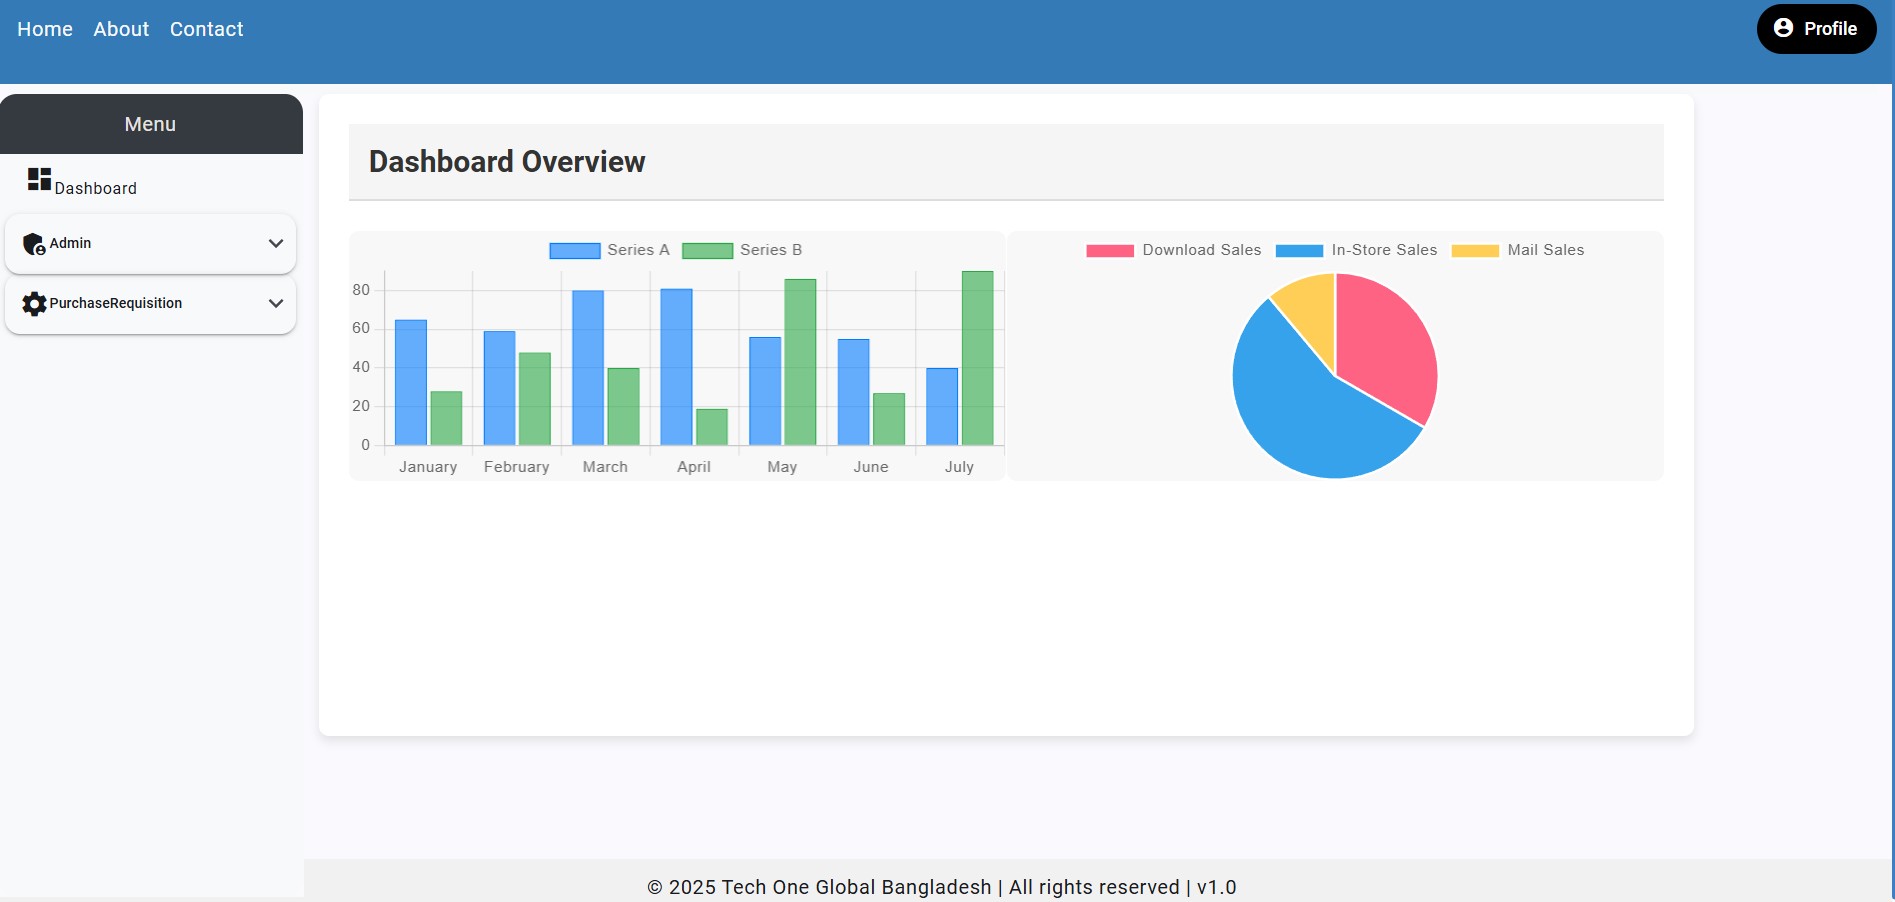 Home About Contact
Profile
Menu
Dashboard
Admin
PurchaseRequisition
Dashboard Overview
Series A Series B
80
60
40
20
0
January February March April May June July
Download Sales In-Store Sales Mail Sales
© 2025 Tech One Global Bangladesh | All rights reserved | v1.0